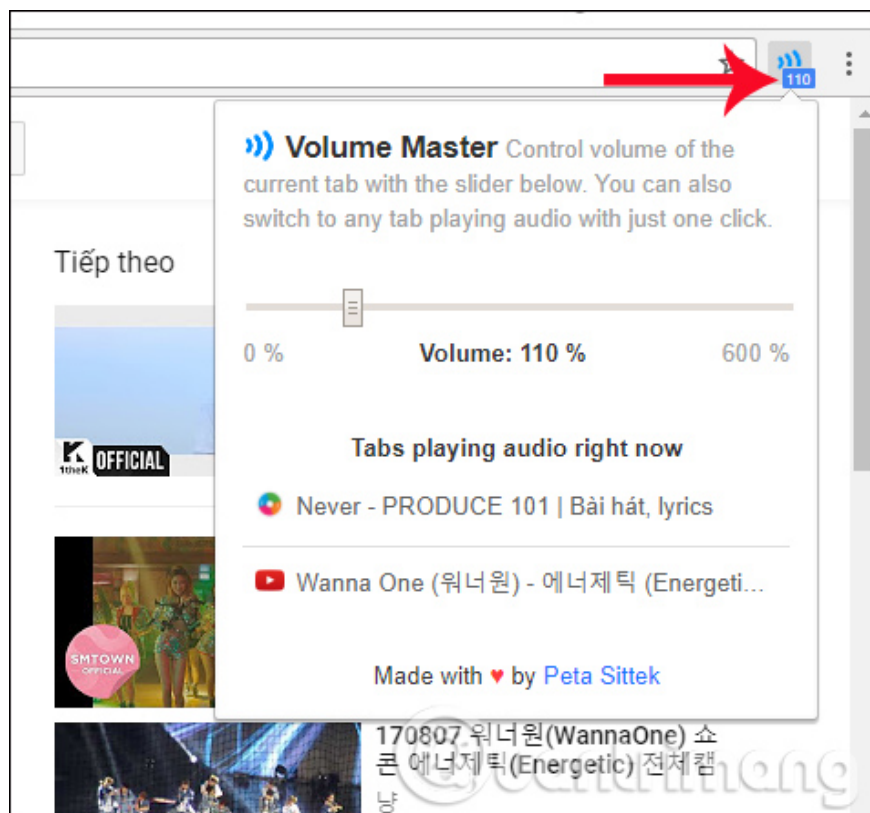 110
Volume Master Control volume of the
current tab with the slider below. You can also
switch to any tab playing audio with just one click.
Tiếp theo
0 %
Volume: 110 %
600 %
1theK
OFFICIAL
Tabs playing audio right now
Never - PRODUCE 101 | Bài hát, lyrics
Wanna One (워너원) - 에너제틱 (Energeti...
SMTOWN
OFFICIAL
Made with ♥ by Peta Sittek
170807 워너원(WannaOne) 쇼
콘 에너제틱(Energetic) 전체캠
냥
uantrimang